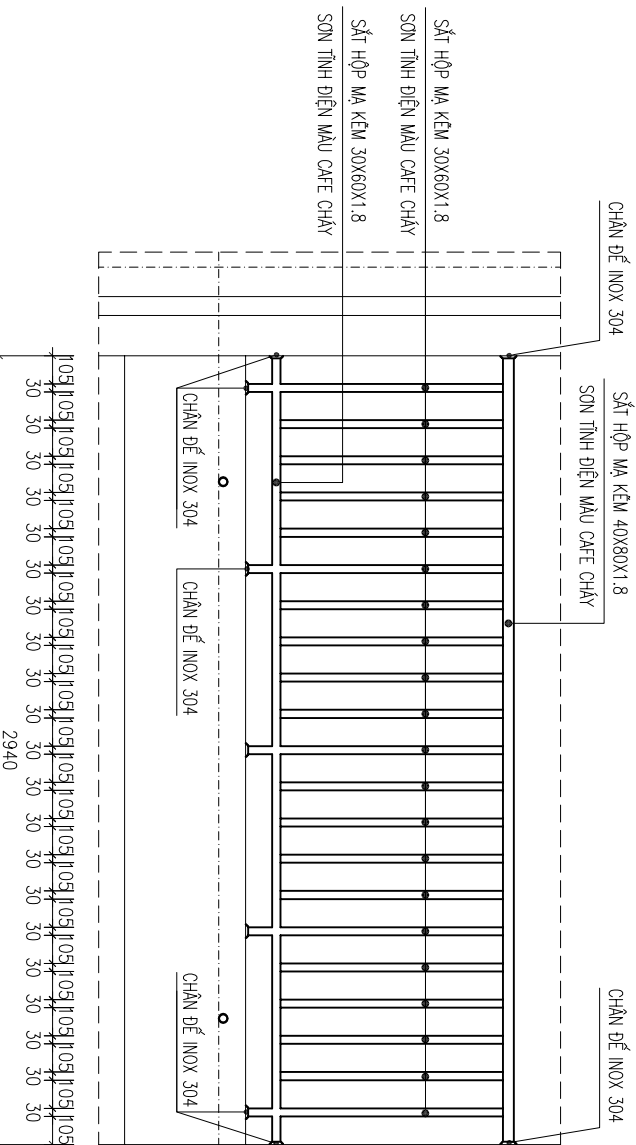 CHÂN ĐẾ INOX 304
SẮT HỘP MẠ KẼM 40X80X1.8
SƠN TĨNH ĐIỆN MÀU CAFE CHÁY
CHÂN ĐẾ INOX 304
SẮT HỘP MẠ KẼM 30X60X1.8
SƠN TĨNH ĐIỆN MÀU CAFE CHÁY
SẮT HỘP MẠ KẼM 30X60X1.8
SƠN TĨNH ĐIỆN MÀU CAFE CHÁY
CHÂN ĐẾ INOX 304
CHÂN ĐẾ INOX 304
CHÂN ĐẾ INOX 304
105 105 105 105 105 105 105 105 105 105 105 105 105 105 105 105 105 105 105 105 105 105
30 30 30 30 30 30 30 30 30 30 30 30 30 30 30 30 30 30 30 30 30
2940